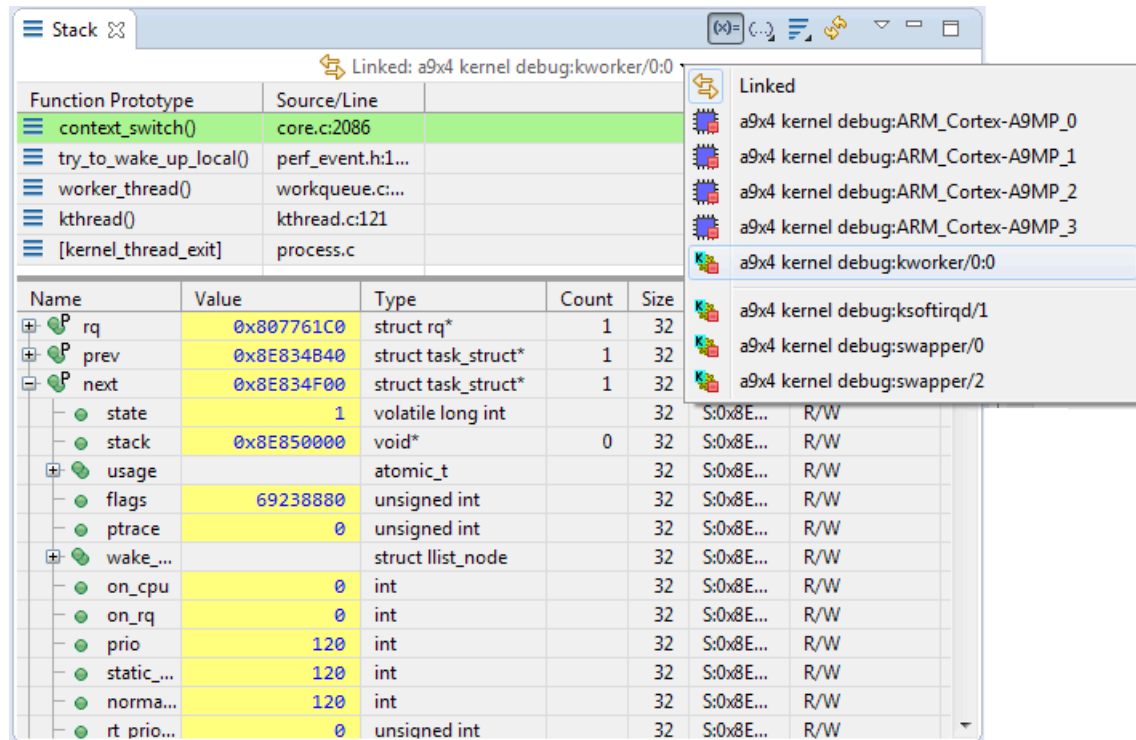 Stack
(x)= (..)
Linked: a9x4 kernel debug:kworker/0:0
Function Prototype Source/Line
context_switch() core.c:2086
try_to_wake_up_local() perf_event.h:1...
worker_thread() workqueue.c:...
kthread() kthread.c:121
[kernel_thread_exit] process.c
Linked
a9x4 kernel debug:ARM_Cortex-A9MP_0
a9x4 kernel debug:ARM_Cortex-A9MP_1
a9x4 kernel debug:ARM_Cortex-A9MP_2
a9x4 kernel debug:ARM_Cortex-A9MP_3
a9x4 kernel debug:kworker/0:0
a9x4 kernel debug:ksoftirqd/1
a9x4 kernel debug:swapper/0
a9x4 kernel debug:swapper/2
Name Value Type Count Size
rq 0x807761C0 struct rq* 1 32
prev 0x8E834B40 struct task_struct* 1 32
next 0x8E834F00 struct task_struct* 1 32
state 1 volatile long int 32 S:0x8E... R/W
stack 0x8E850000 void* 0 32 S:0x8E... R/W
usage atomic_t 32 S:0x8E... R/W
flags 69238880 unsigned int 32 S:0x8E... R/W
ptrace 0 unsigned int 32 S:0x8E... R/W
wake_... struct llist_node 32 S:0x8E... R/W
on_cpu 0 int 32 S:0x8E... R/W
on_rq 0 int 32 S:0x8E... R/W
prio 120 int 32 S:0x8E... R/W
static_... 120 int 32 S:0x8E... R/W
norma... 120 int 32 S:0x8E... R/W
rt_prio... 0 unsigned int 32 S:0x8E... R/W